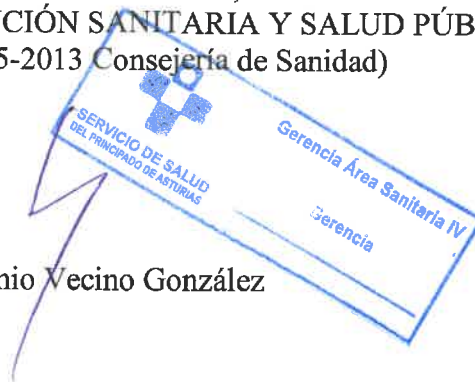 CIÓN SANITARIA Y SALUD PÚB
5-2013 Consejería de Sanidad)
SERVICIO DE SALUD
DEL PRINCIPADO DE ASTURIAS
Gerencia Área Sanitaria IV
Gerencia
nio Vecino González